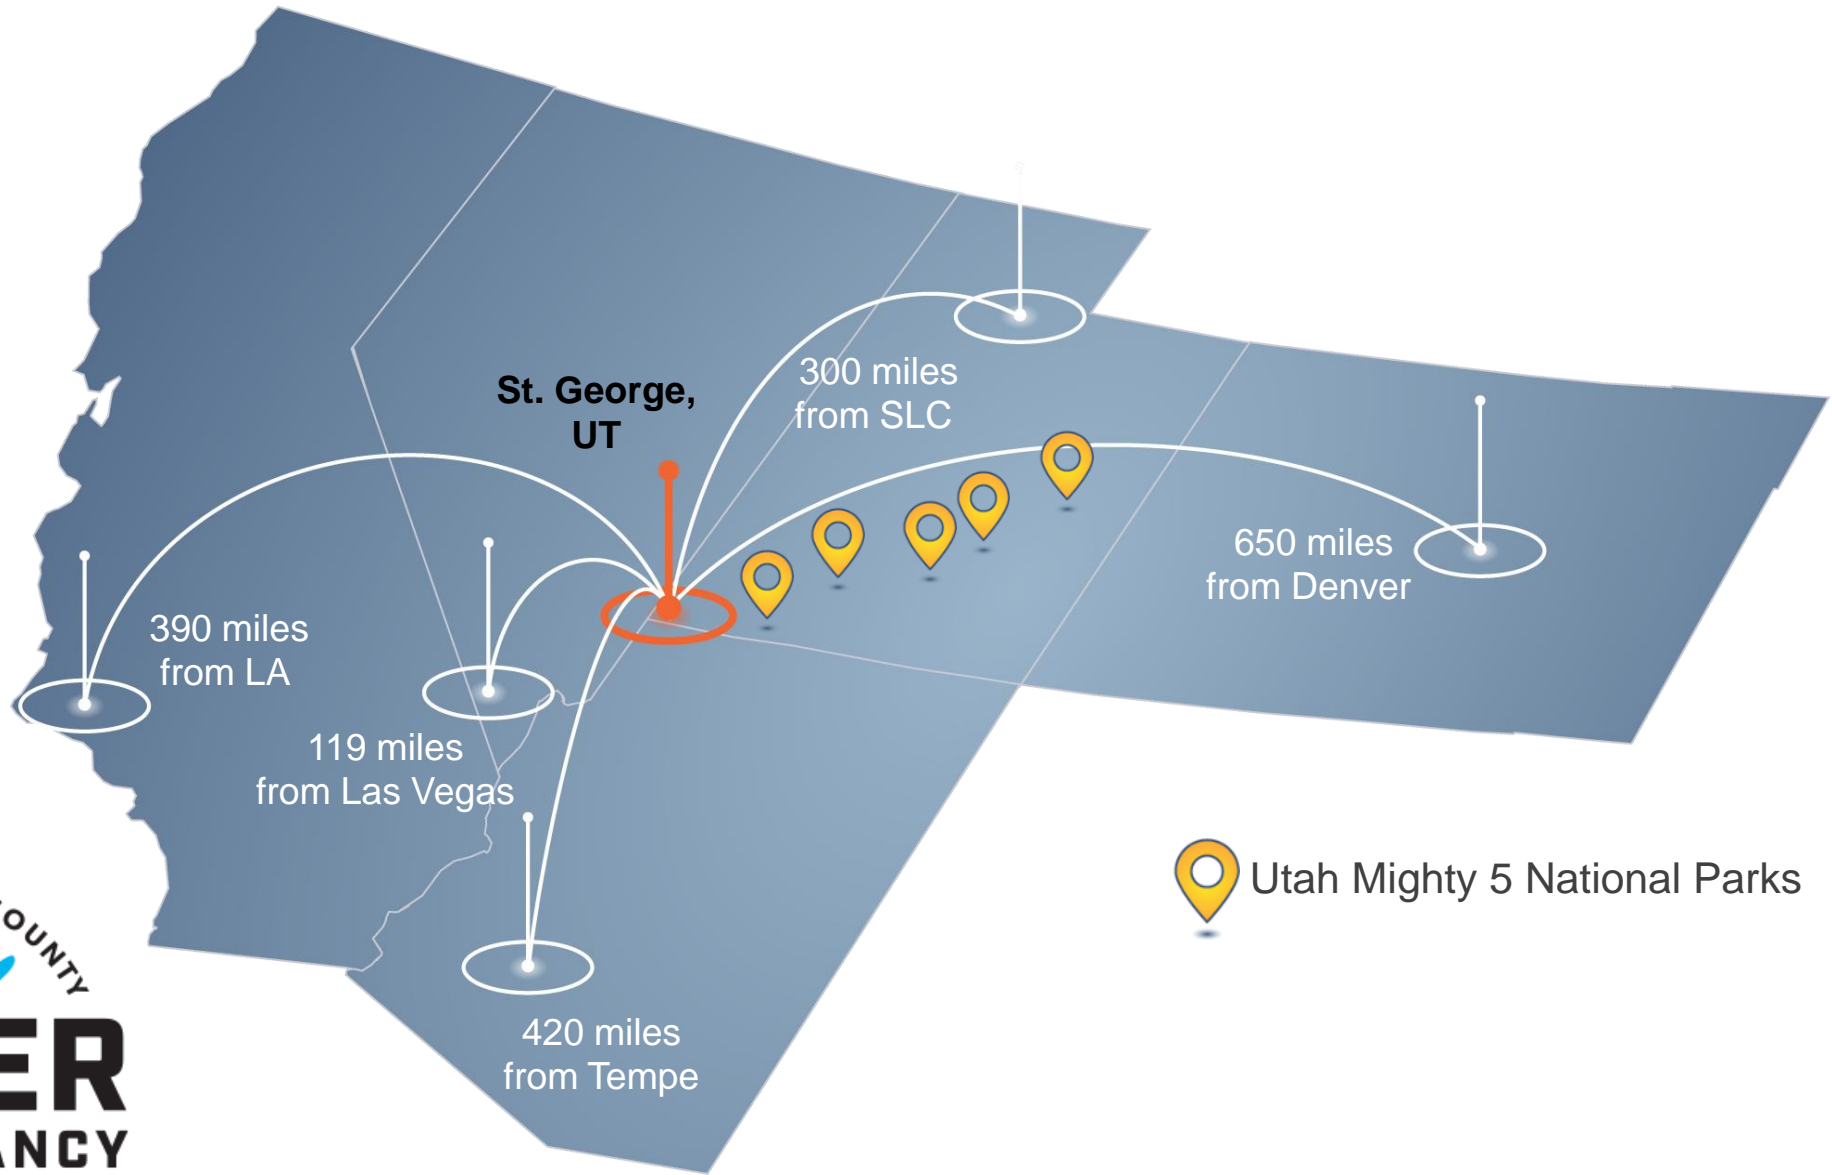 St. George,
UT
300 miles
from SLC
650 miles
from Denver
390 miles
from LA
119 miles
from Las Vegas
420 miles
from Tempe
Utah Mighty 5 National Parks
OUNTY
ER
ANCY